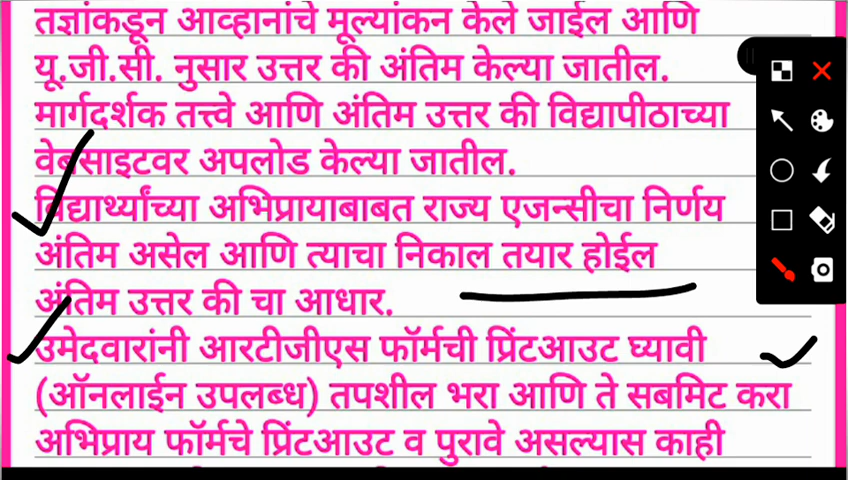 तज्ञांकडून आव्हानांचे मूल्यांकन केले जाईल आणि
यू.जी.सी. नुसार उत्तर की अंतिम केल्या जातील.
मार्गदर्शक तत्त्वे आणि अंतिम उत्तर की विद्यापीठाच्या
वेबसाइटवर अपलोड केल्या जातील.
विद्यार्थ्यांच्या अभिप्रायाबाबत राज्य एजन्सीचा निर्णय
अंतिम असेल आणि त्याचा निकाल तयार होईल
अंतिम उत्तर की चा आधार.
उमेदवारांनी आरटीजीएस फॉर्मची प्रिंटआउट घ्यावी
(ऑनलाईन उपलब्ध) तपशील भरा आणि ते सबमिट करा
अभिप्राय फॉर्मचे प्रिंटआउट व पुरावे असल्यास काही